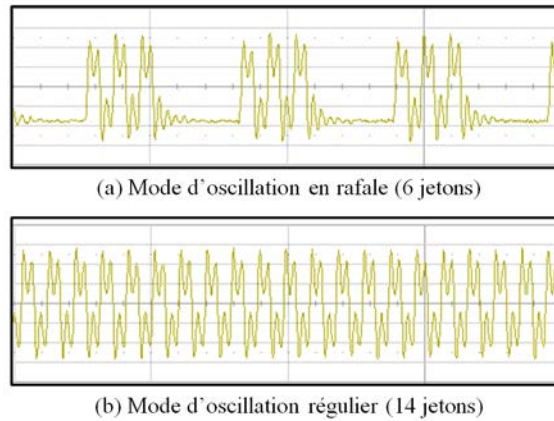 (a) Mode d'oscillation en rafale (6 jetons)
(b) Mode d'oscillation régulier (14 jetons)